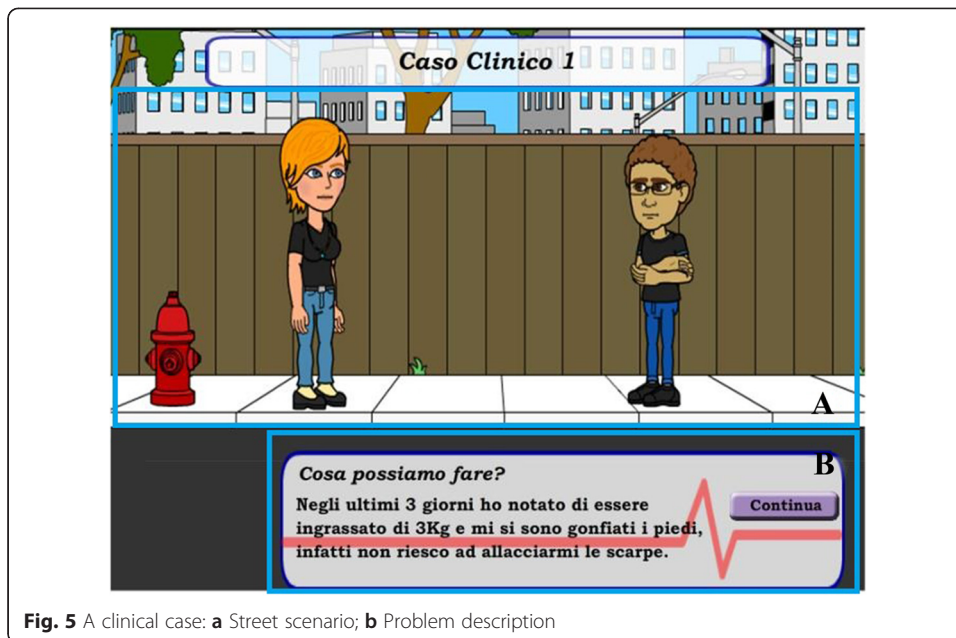 Caso Clinico 1
A
B
Cosa possiamo fare?
Negli ultimi 3 giorni ho notato di essere
ingrassato di 3Kg e mi si sono gonfiati i piedi,
infatti non riesco ad allacciarmi le scarpe.
Continua
Fig. 5 A clinical case: a Street scenario; b Problem description